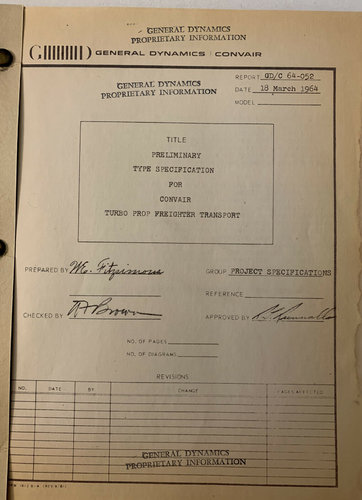 GENERAL DYNAMICS
PROPRIETARY INFORMATION
GENERAL DYNAMICS | CONVAIR
GENERAL DYNAMICS
PROPRIETARY INFORMATION
REPORT GD/C 64-052
DATE 18 March 1964
MODEL
TITLE
PRELIMINARY
TYPE SPECIFICATION
FOR
CONVAIR
TURBO PROP FREIGHTER TRANSPORT
PREPARED BY W.E. Fitzsimons
GROUP PROJECT SPECIFICATIONS
REFERENCE
CHECKED BY Brown
APPROVED BY
NO. OF PAGES
NO. OF DIAGRAMS
REVISIONS
NO. DATE BY CHANGE PAGES AFFECTED
GENERAL DYNAMICS
PROPRIETARY INFORMATION